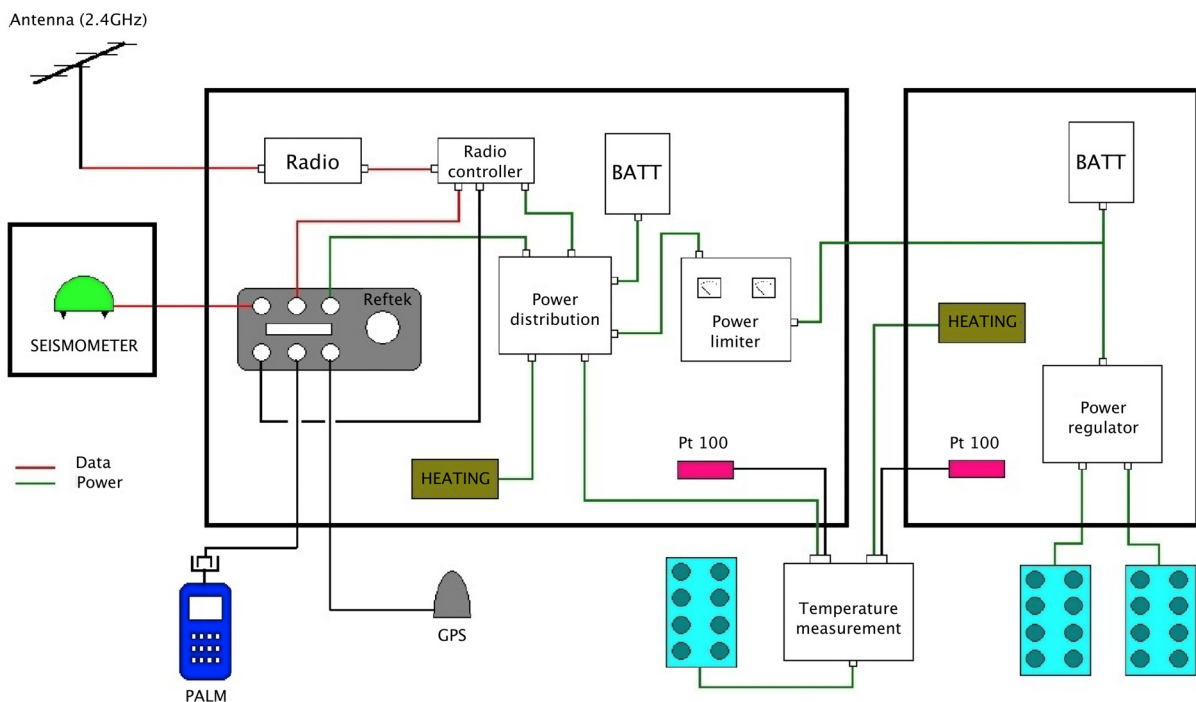 Antenna (2.4GHz)
Radio
Radio
controller
BATT
BATT
Reftek
Power
distribution
Power
limiter
HEATING
SEISMOMETER
Power
regulator
Data
Power
HEATING
Pt 100
Pt 100
Temperature
measurement
GPS
PALM